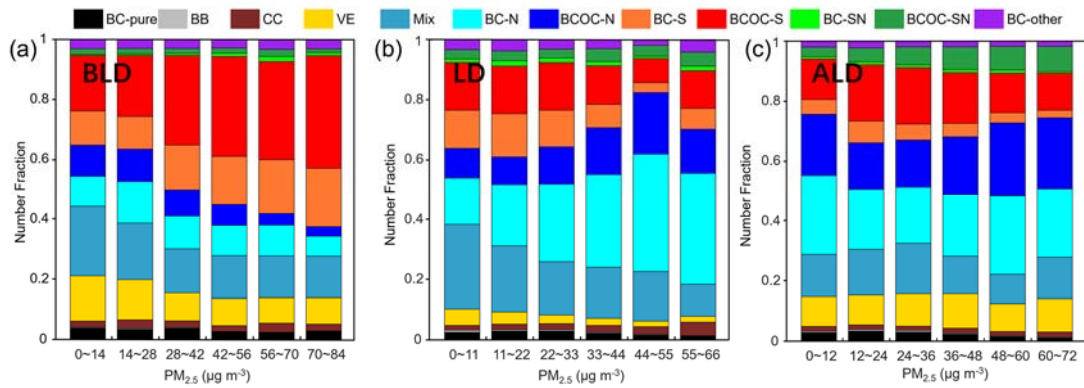 BC-pure BB CC VE Mix BC-N BCOC-N BC-S BCOC-S BC-SN BCOC-SN BC-other
(a) BLD
Number Fraction
1
0.8
0.6
0.4
0.2
0
0~14 14~28 28~42 42~56 56~70 70~84
PM2.5 (μg m-3)
(b) LD
Number Fraction
1
0.8
0.6
0.4
0.2
0
0~11 11~22 22~33 33~44 44~55 55~66
PM2.5 (μg m-3)
(c) ALD
Number Fraction
1
0.8
0.6
0.4
0.2
0
0~12 12~24 24~36 36~48 48~60 60~72
PM2.5 (μg m-3)